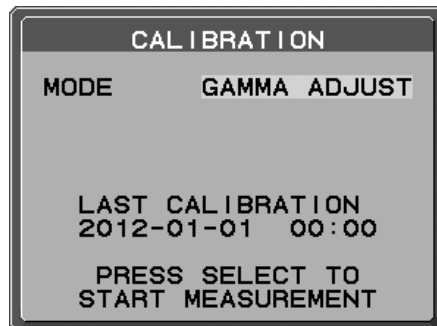 CALIBRATION
MODE GAMMA ADJUST
LAST CALIBRATION
2012-01-01 00:00
PRESS SELECT TO
START MEASUREMENT